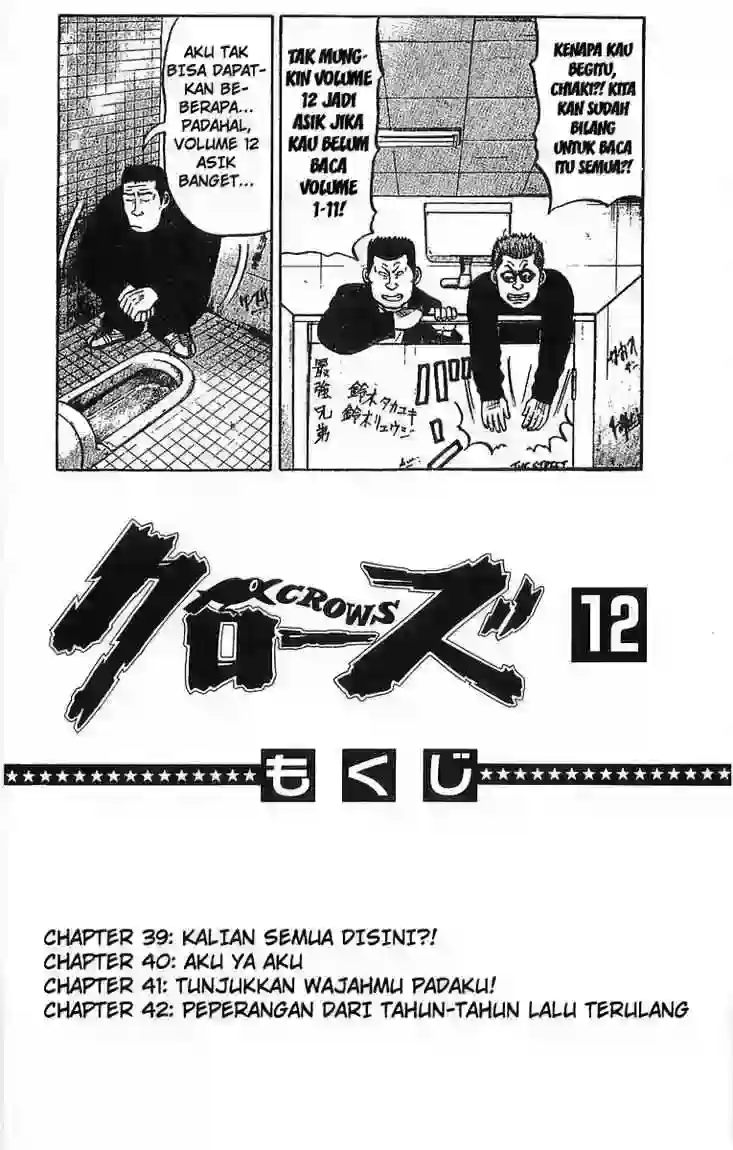 KENAPA KAU
BEGITU,
CHIAKI?! KITA
KAN SUDAH
BILANG
UNTUK BACA
ITU SEMUA?!
TAK MUNG-
KIN VOLUME
12 JADI
ASIK JIKA
KAU BELUM
BACA
VOLUME
1-11!
AKU TAK
BISA DAPAT-
KAN BE-
BERAPA...
PADAHAL,
VOLUME 12
ASIK
BANGET...
最強兄弟
鈴木タカユキ
鈴木リュウジ
THE STREET
クローズ
CROWS
12
もくじ
CHAPTER 39: KALIAN SEMUA DISINI?!
CHAPTER 40: AKU YA AKU
CHAPTER 41: TUNJUKKAN WAJAHMU PADAKU!
CHAPTER 42: PEPERANGAN DARI TAHUN-TAHUN LALU TERULANG